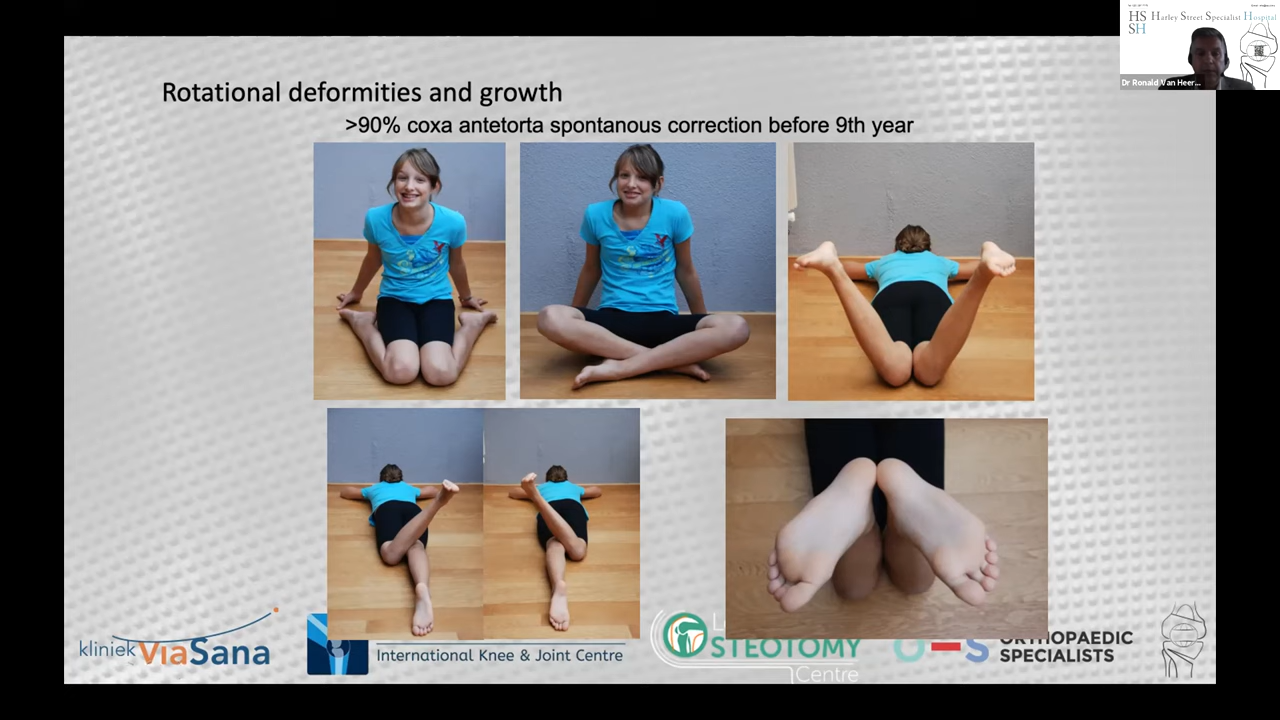 HS Harley Street Specialist Hospital
SH
Dr Ronald Van Heer...
Rotational deformities and growth
>90% coxa antetorta spontanous correction before 9th year
kliniek ViaSana
International Knee & Joint Centre
STEOTOMY
Centre
ORTHOPAEDIC
SPECIALISTS